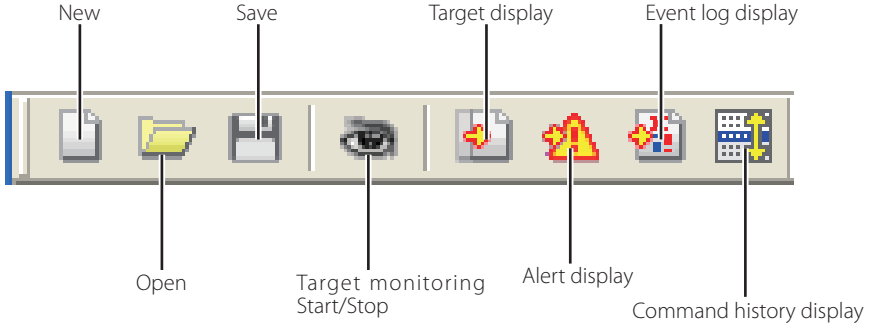 New
Save
Target display
Event log display
Open
Target monitoring
Start/Stop
Alert display
Command history display